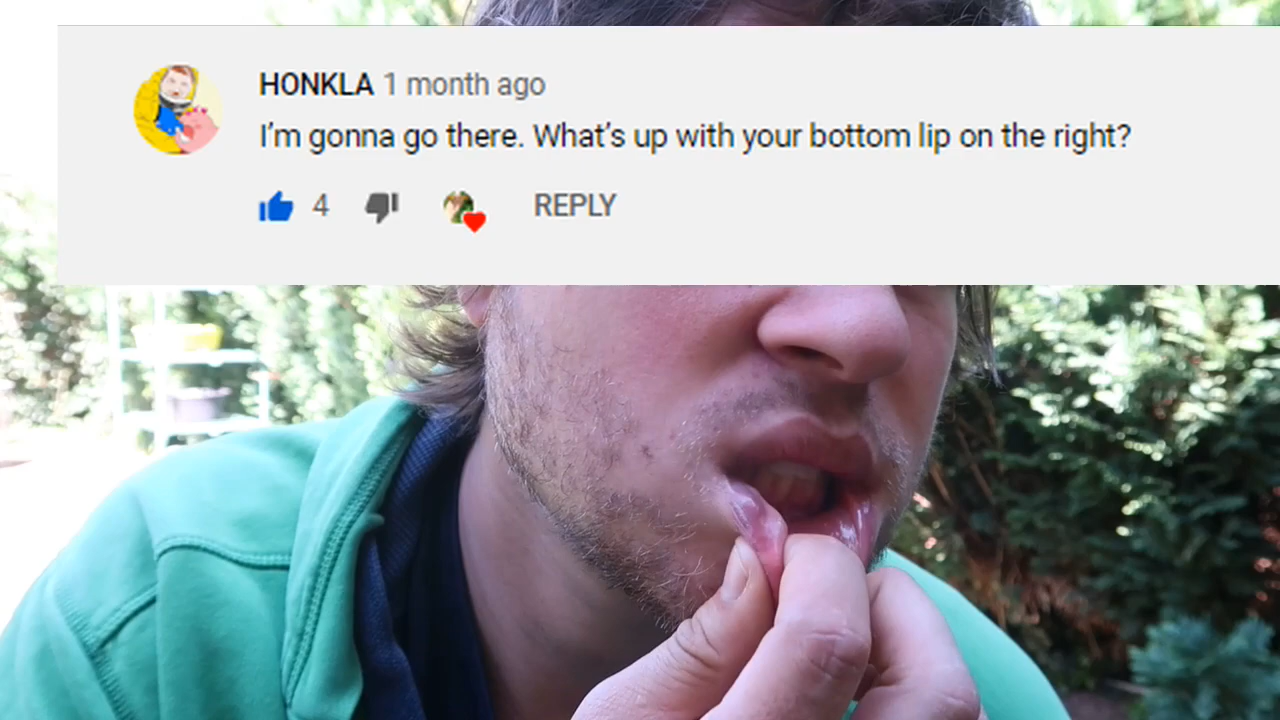 HONKLA 1 month ago
I’m gonna go there. What’s up with your bottom lip on the right?
4 REPLY